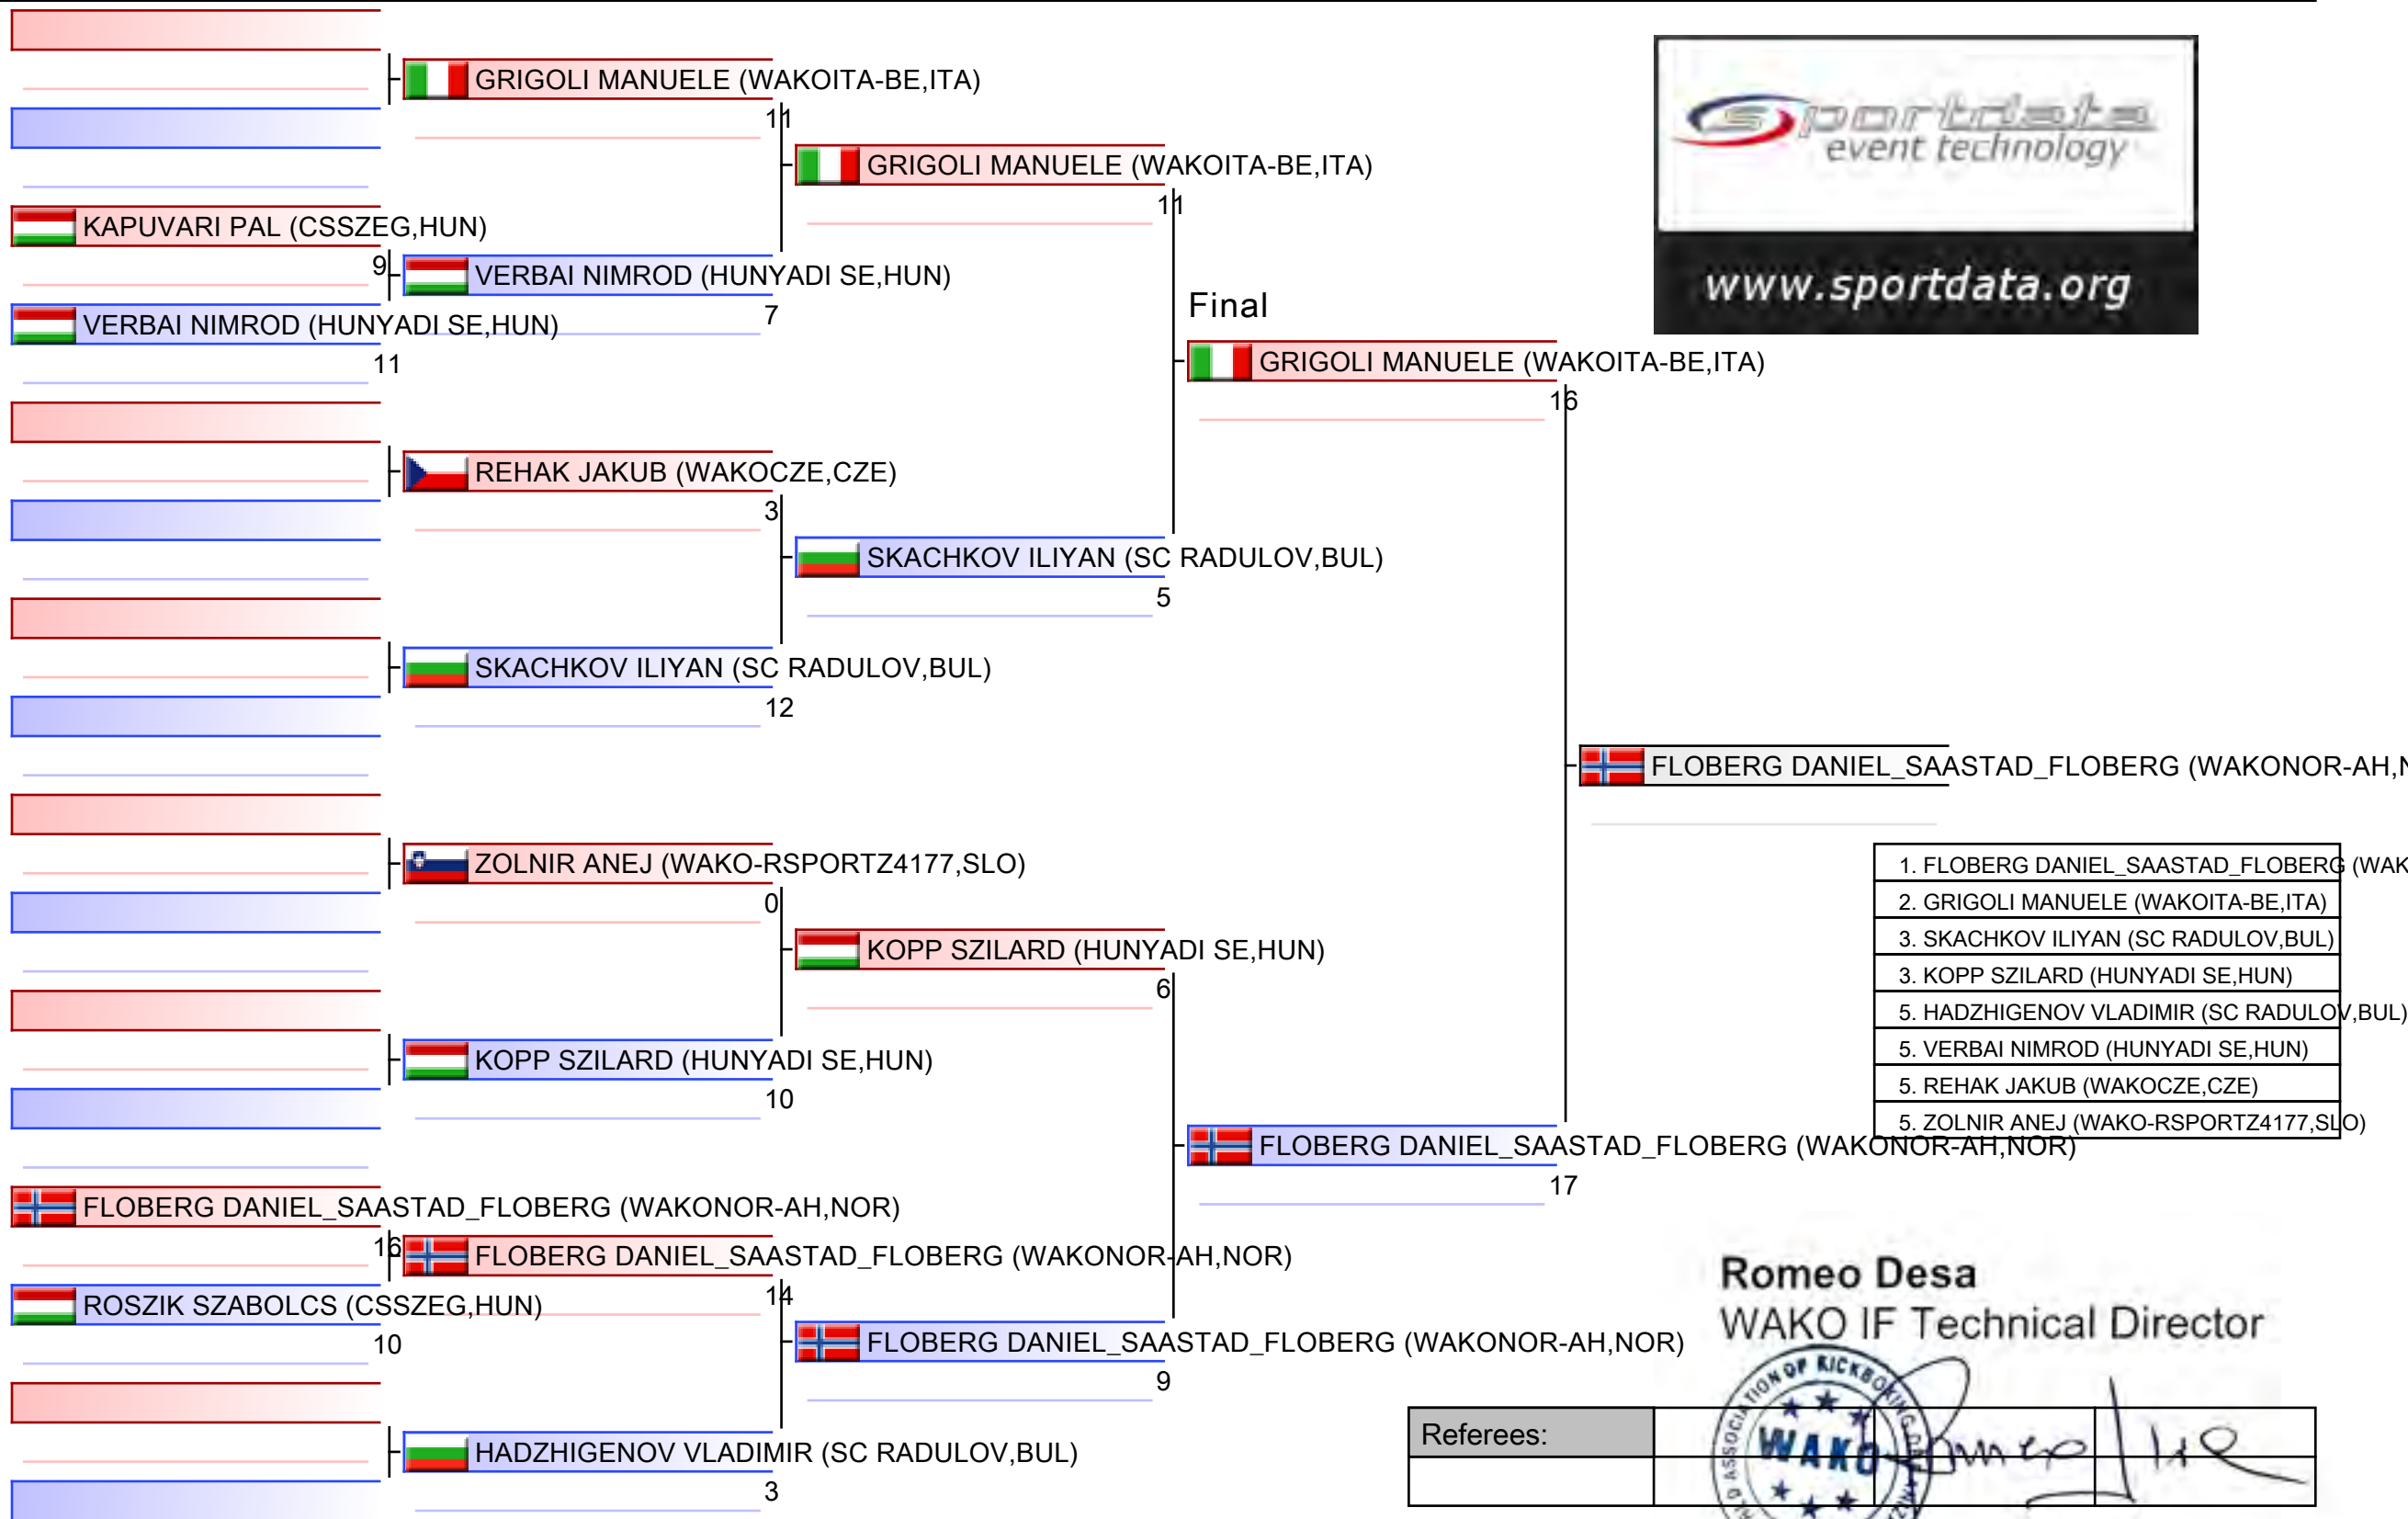 GRIGOLI MANUELE (WAKOITA-BE,ITA)
11
GRIGOLI MANUELE (WAKOITA-BE,ITA)
11
KAPUVARI PAL (CSSZEG,HUN)
9
VERBAI NIMROD (HUNYADI SE,HUN)
7
VERBAI NIMROD (HUNYADI SE,HUN)
11
Final
GRIGOLI MANUELE (WAKOITA-BE,ITA)
16
REHAK JAKUB (WAKOCZE,CZE)
3
SKACHKOV ILIYAN (SC RADULOV,BUL)
5
SKACHKOV ILIYAN (SC RADULOV,BUL)
12
FLOBERG DANIEL_SAASTAD_FLOBERG (WAKONOR-AH,N
ZOLNIR ANEJ (WAKO-RSPORTZ4177,SLO)
0
KOPP SZILARD (HUNYADI SE,HUN)
6
KOPP SZILARD (HUNYADI SE,HUN)
10
FLOBERG DANIEL_SAASTAD_FLOBERG (WAKONOR-AH,NOR)
17
FLOBERG DANIEL_SAASTAD_FLOBERG (WAKONOR-AH,NOR)
16
FLOBERG DANIEL_SAASTAD_FLOBERG (WAKONOR-AH,NOR)
14
ROSZIK SZABOLCS (CSSZEG,HUN)
10
FLOBERG DANIEL_SAASTAD_FLOBERG (WAKONOR-AH,NOR)
9
HADZHIGENOV VLADIMIR (SC RADULOV,BUL)
3
sportdata
event technology
www.sportdata.org
1. FLOBERG DANIEL_SAASTAD_FLOBERG (WAK
2. GRIGOLI MANUELE (WAKOITA-BE,ITA)
3. SKACHKOV ILIYAN (SC RADULOV,BUL)
3. KOPP SZILARD (HUNYADI SE,HUN)
5. HADZHIGENOV VLADIMIR (SC RADULOV,BUL)
5. VERBAI NIMROD (HUNYADI SE,HUN)
5. REHAK JAKUB (WAKOCZE,CZE)
5. ZOLNIR ANEJ (WAKO-RSPORTZ4177,SLO)
Romeo Desa
WAKO IF Technical Director
Referees:
ASSOCIATION OF KICKBOXING
WAKO